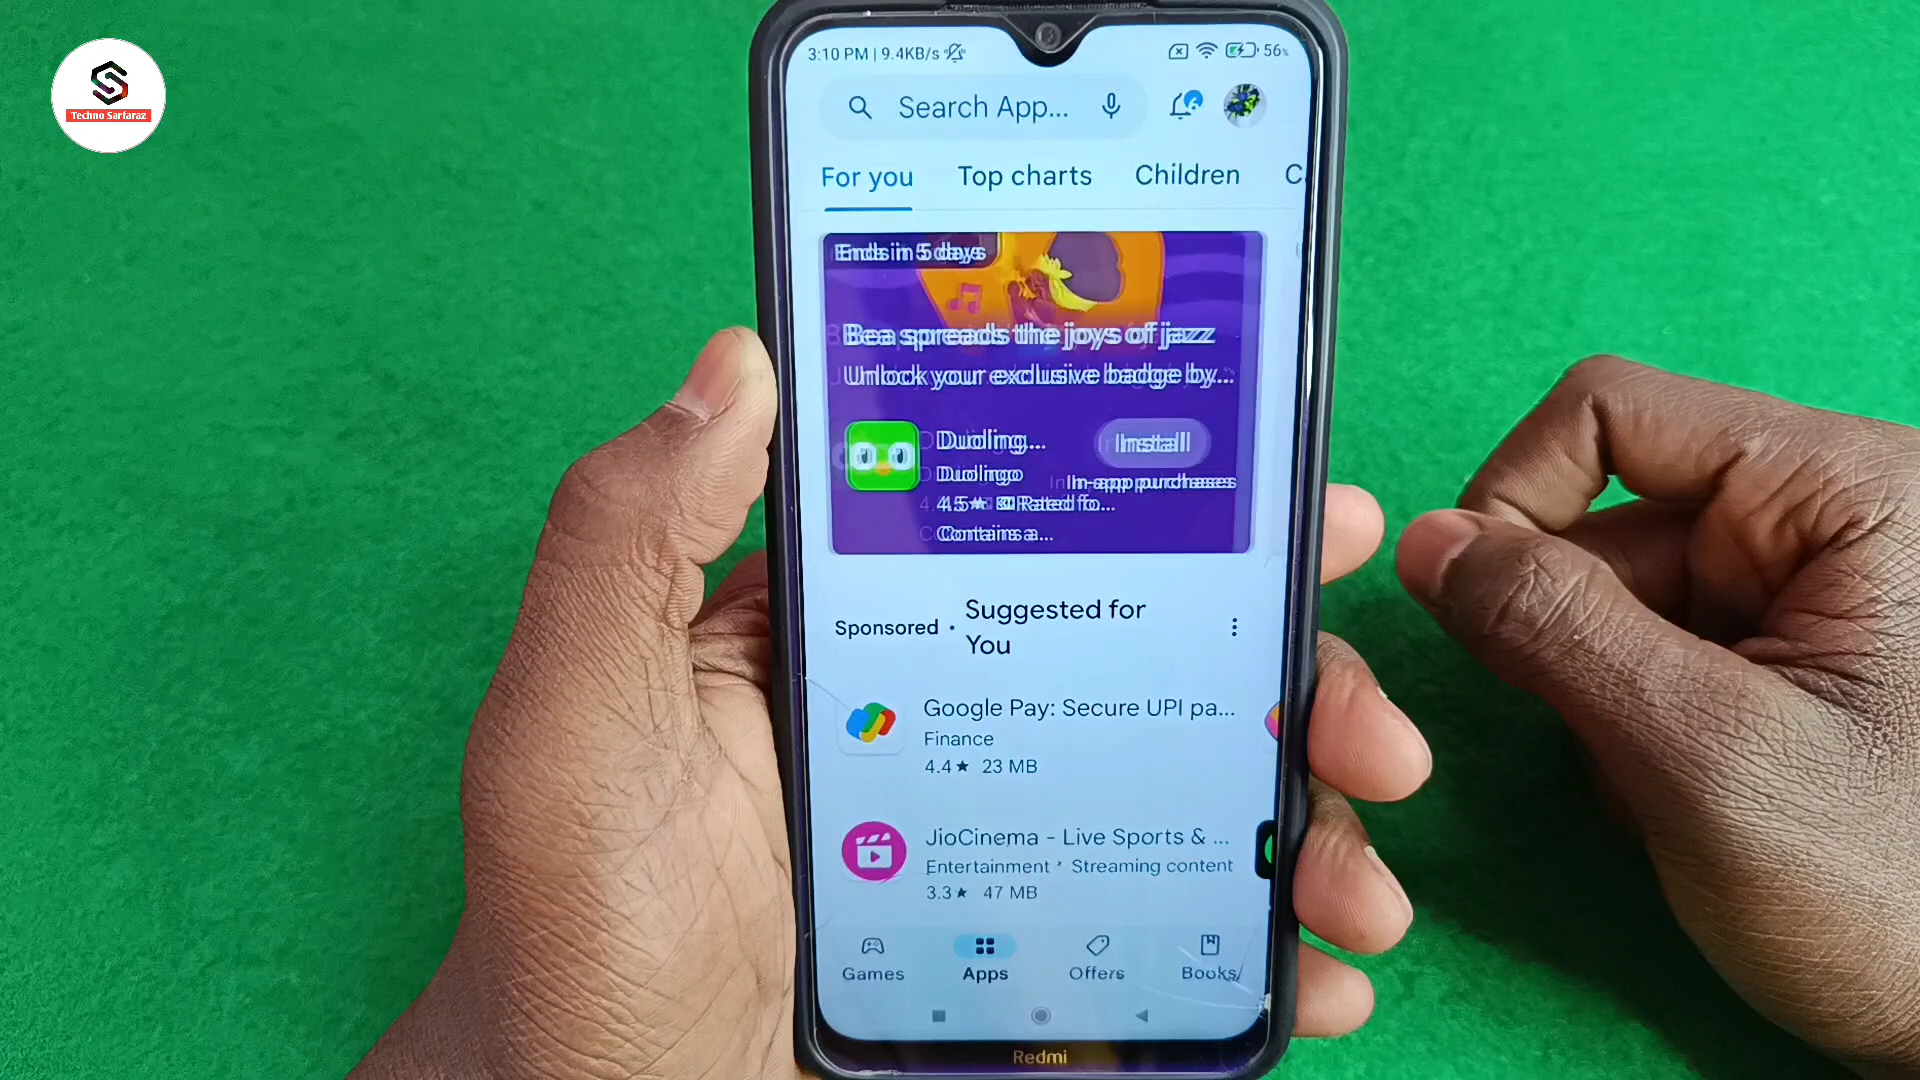 Techno Sarfaraz
3:10 PM | 9.4KB/s
56%
Search App...
6
For you
Top charts
Children
C
Ends in 5 days
Bea spreads the joys of jazz
Unlock your exclusive badge by...
Duoling...
Install
Duolingo
In-app purchases
4.5★ Rated fo...
Contains a...
Sponsored •
Suggested for
You
Google Pay: Secure UPI pa...
Finance
4.4★ 23 MB
JioCinema - Live Sports & ...
Entertainment • Streaming content
3.3★ 47 MB
Games
Apps
Offers
Books
Redmi